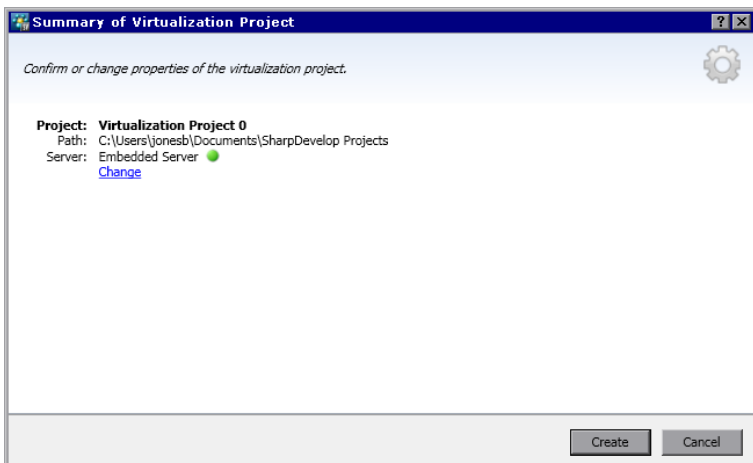 Summary of Virtualization Project
Confirm or change properties of the virtualization project.
Project: Virtualization Project 0
Path: C:\Users\jonesb\Documents\SharpDevelop Projects
Server: Embedded Server
Change
Create Cancel